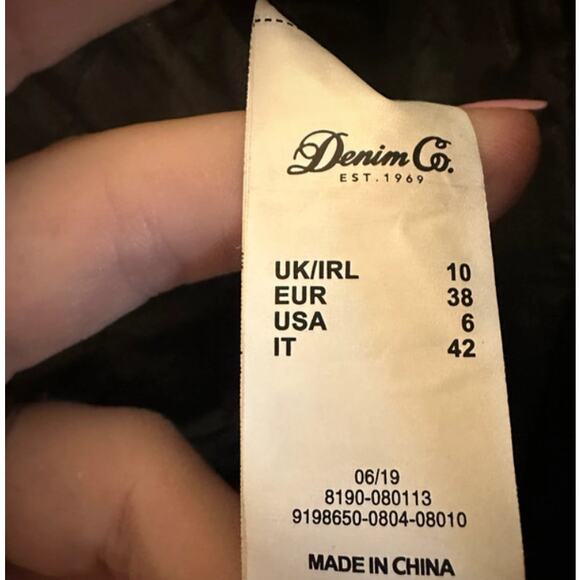 Denim Co.
EST. 1969
UK/IRL 10
EUR 38
USA 6
IT 42
06/19
8190-080113
9198650-0804-08010
MADE IN CHINA